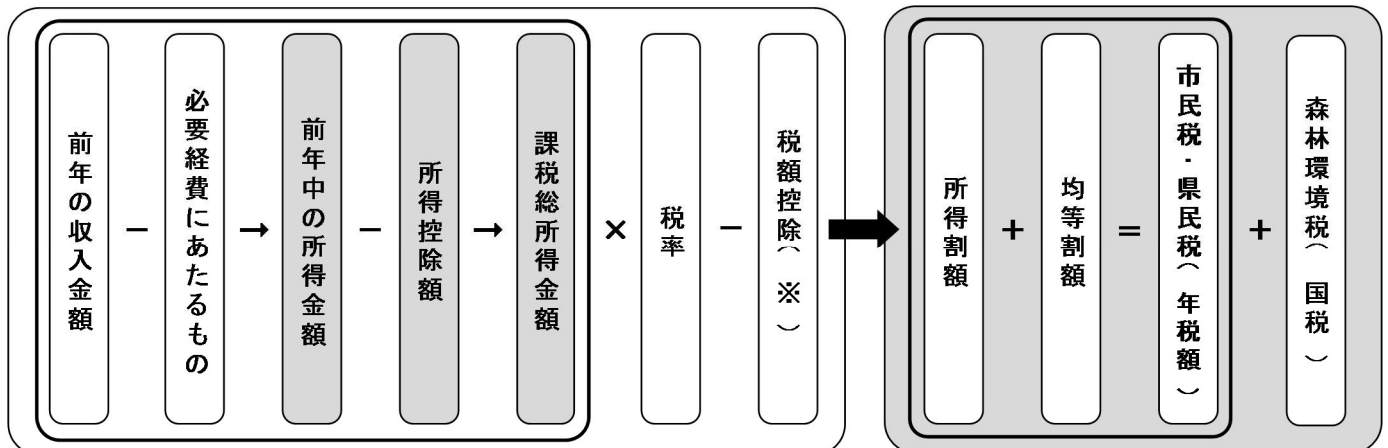 前年の収入金額
−
必要経費にあたるもの
→
前年中の所得金額
−
所得控除額
→
課税総所得金額
×
税率
−
税額控除(※)
所得割額
+
均等割額
=
市民税・県民税(年税額)
+
森林環境税(国税)